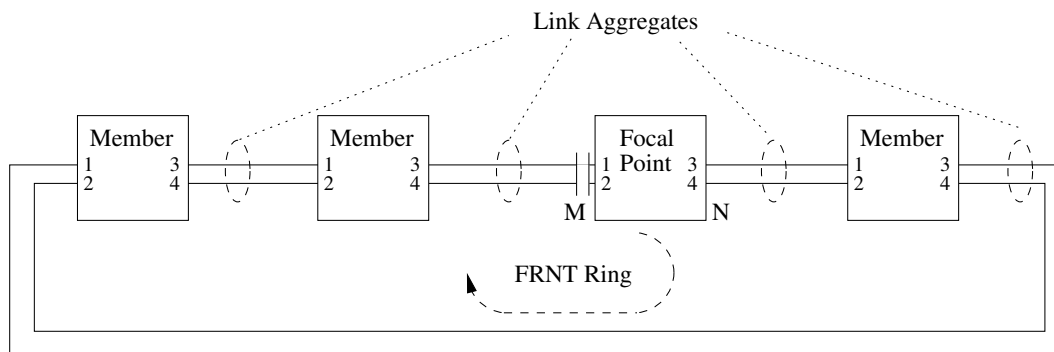 Link Aggregates
Member
1 3
2 4
Member
1 3
2 4
Focal
Point
1 3
2 4
Member
1 3
2 4
M
N
FRNT Ring